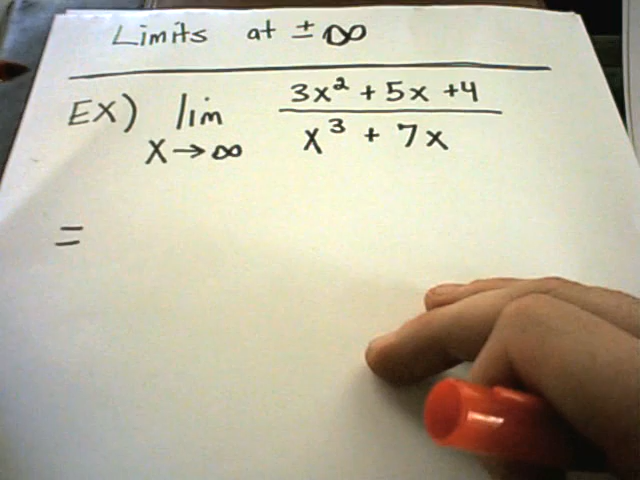 Limits at ± ∞
EX) lim x→∞ (3x² + 5x + 4) / (x³ + 7x)
=